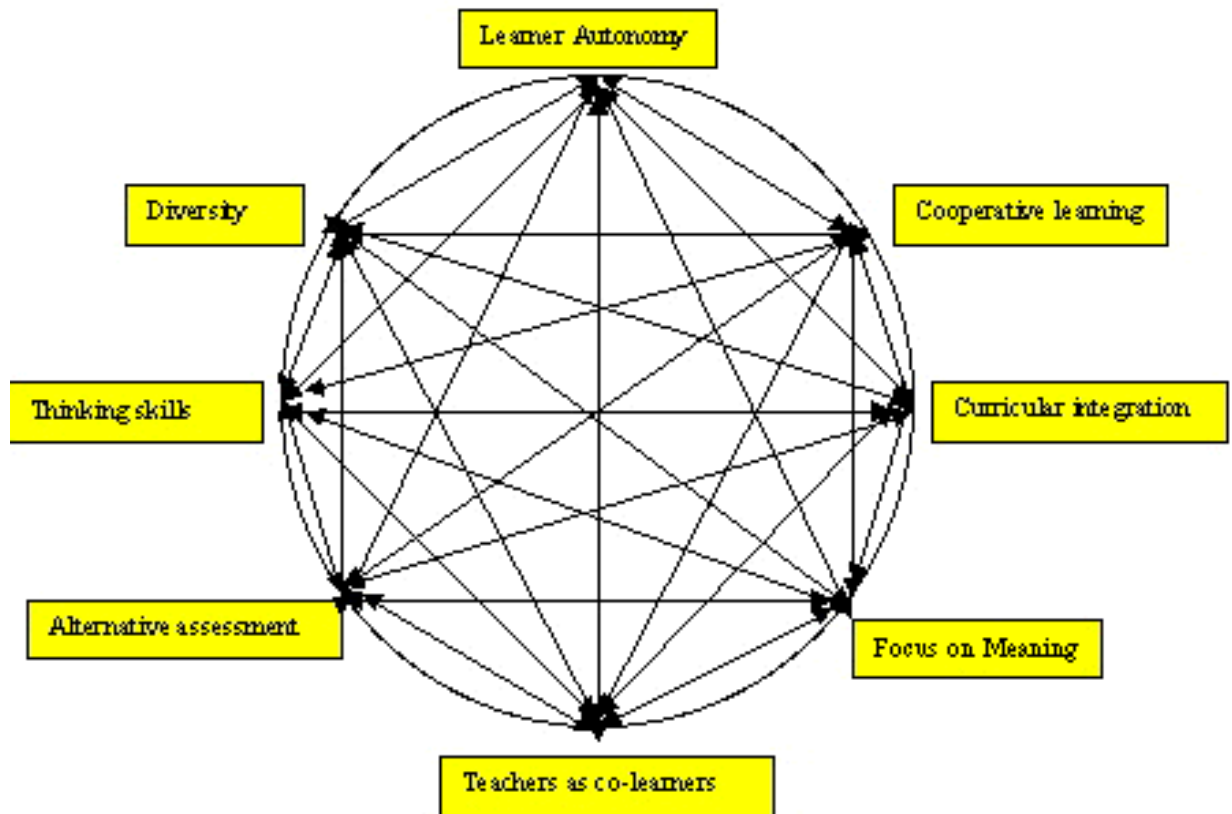 Learner Autonomy
Diversity
Cooperative learning
Thinking skills
Curricular integration
Alternative assessment
Focus on Meaning
Teachers as co-learners